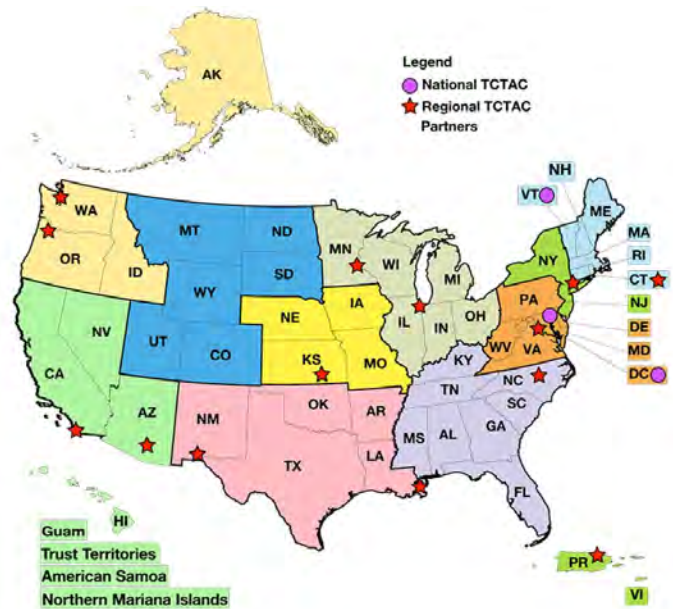 AK
Legend
National TCTAC
Regional TCTAC
Partners
NH
VT
ME
WA
MT
ND
MN
MA
OR
ID
WI
MI
NY
RI
SD
CT
WY
PA
NJ
NV
NE
IA
IL
IN
OH
DE
UT
CO
WV
VA
MD
CA
KS
MO
KY
DC
NC
TN
AZ
NM
OK
AR
SC
MS
AL
GA
TX
LA
FL
HI
Guam
Trust Territories
American Samoa
Northern Mariana Islands
PR
VI